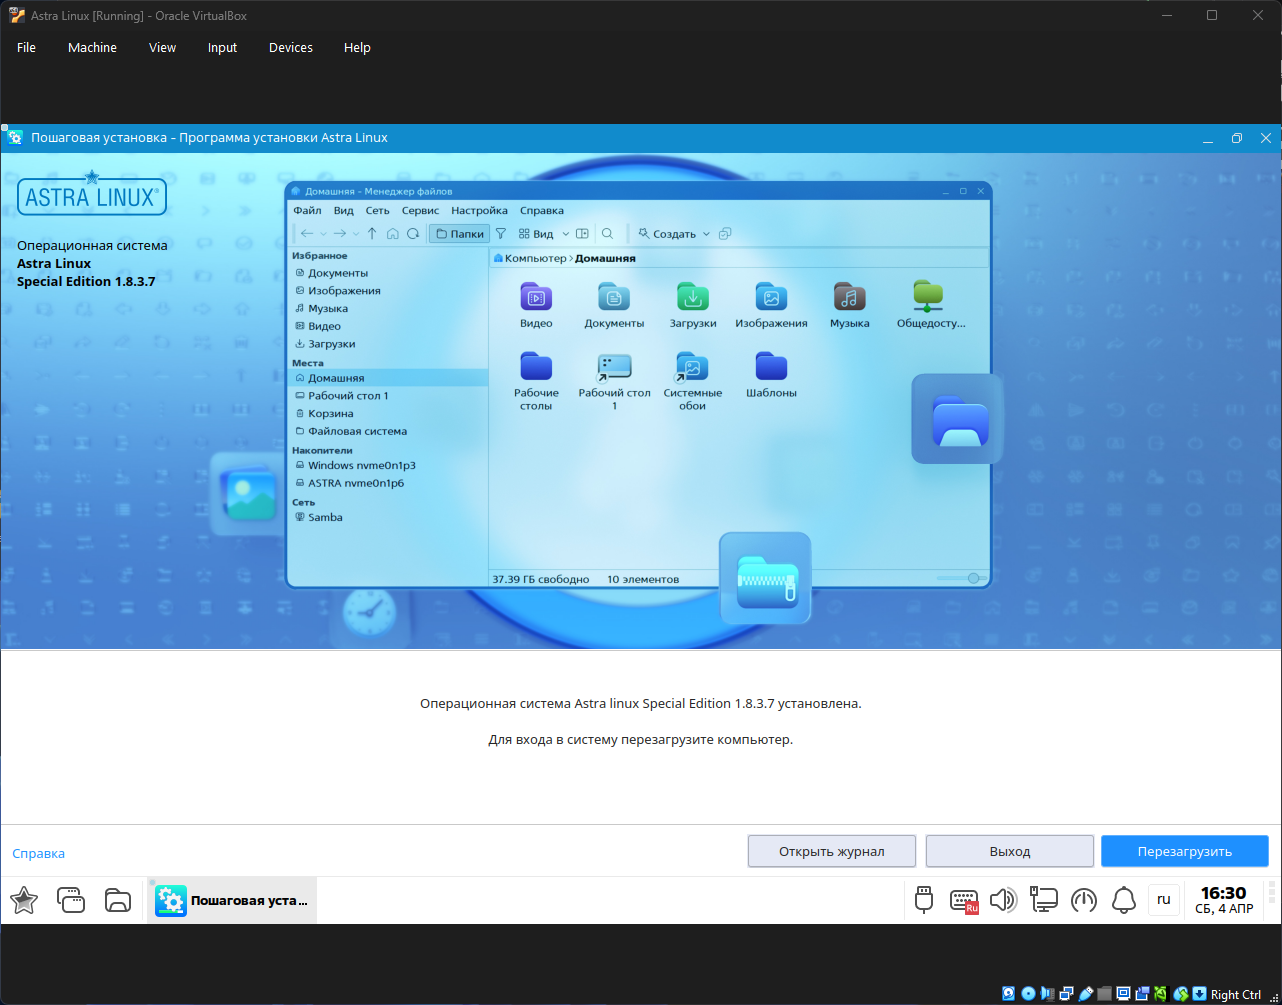 Astra Linux [Running] - Oracle VirtualBox
File Machine View Input Devices Help
Пошаговая установка - Программа установки Astra Linux
ASTRA LINUX®
Операционная система
Astra Linux
Special Edition 1.8.3.7
Домашняя - Менеджер файлов
Файл Вид Сеть Сервис Настройка Справка
Папки Вид Создать
Избранное
Документы
Изображения
Музыка
Видео
Загрузки
Места
Домашняя
Рабочий стол 1
Корзина
Файловая система
Накопители
Windows nvme0n1p3
ASTRA nvme0n1p6
Сеть
Samba
Компьютер › Домашняя
Видео Документы Загрузки Изображения Музыка Общедосту...
Рабочие столы Рабочий стол 1 Системные обои Шаблоны
37.39 ГБ свободно 10 элементов
Операционная система Astra linux Special Edition 1.8.3.7 установлена.
Для входа в систему перезагрузите компьютер.
Справка Открыть журнал Выход Перезагрузить
Пошаговая уста... Ru ru 16:30
СБ, 4 АПР
Right Ctrl